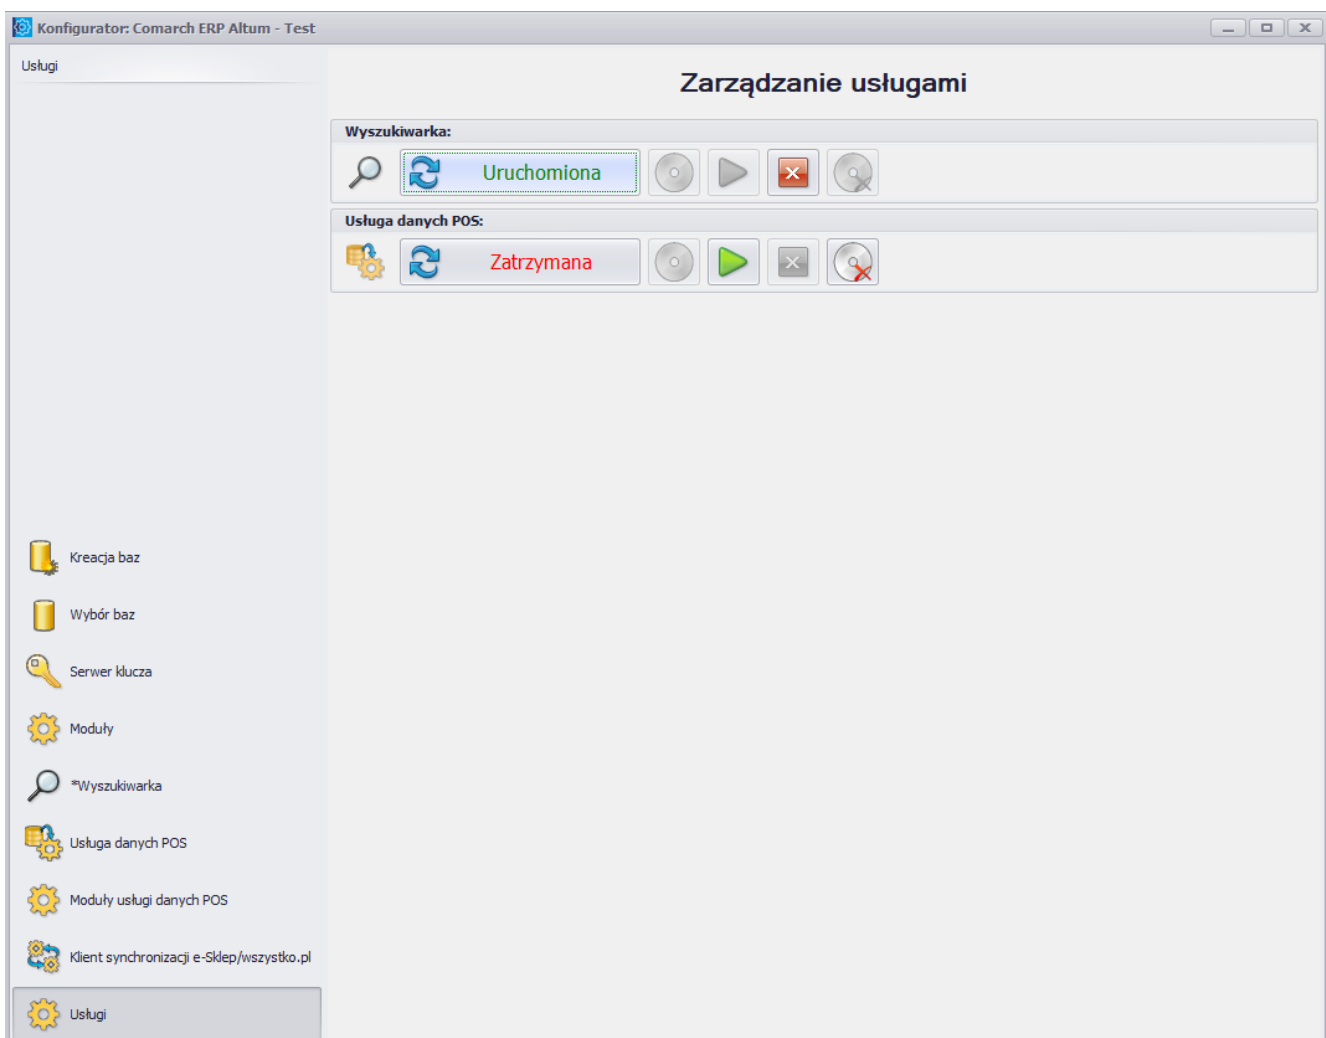 Konfigurator: Comarch ERP Altum - Test
Usługi
Zarządzanie usługami
Wyszukiwarka:
Uruchomiona
Usługa danych POS:
Zatrzymana
Kreacja baz
Wybór baz
Serwer klucza
Moduły
*Wyszukiwarka
Usługa danych POS
Moduły usługi danych POS
Klient synchronizacji e-Sklep/wszystko.pl
Usługi